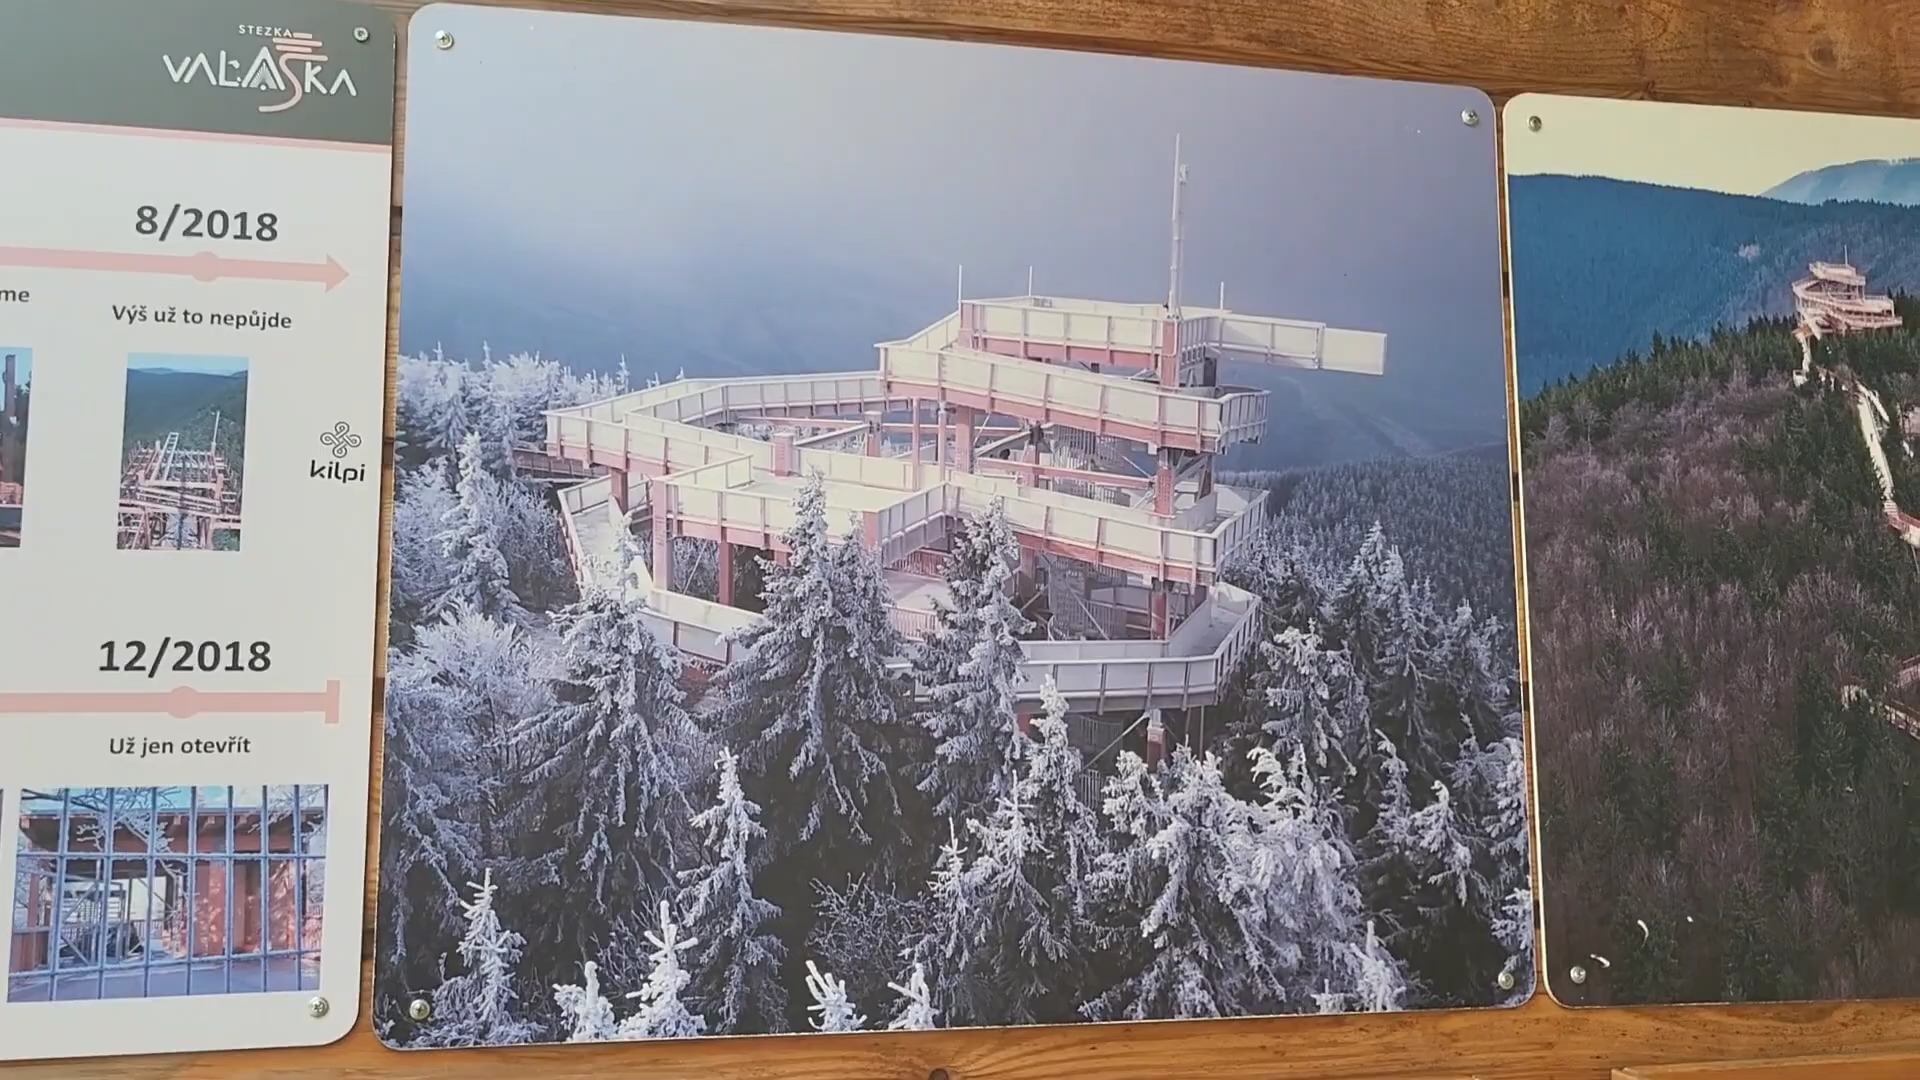 STEZKA
VALAŠKA
8/2018
me
Výš už to nepůjde
kilpi
12/2018
Už jen otevřít